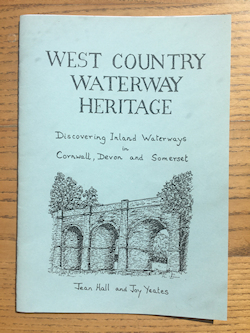 WEST COUNTRY
WATERWAY
HERITAGE
Discovering Inland Waterways
in
Cornwall, Devon and Somerset
Jean Hall and Joy Yeates